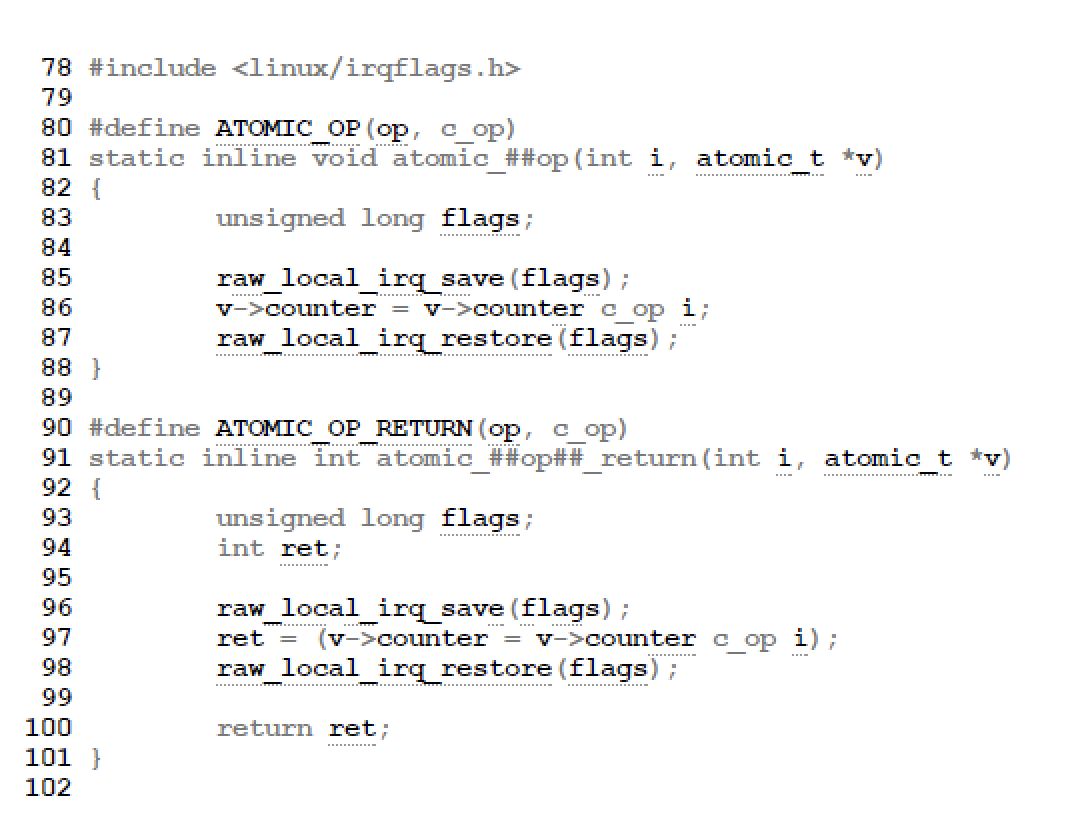 78 #include <linux/irqflags.h>
79
80 #define ATOMIC_OP(op, c_op)
81 static inline void atomic_##op(int i, atomic_t *v)
82 {
83         unsigned long flags;
84
85         raw_local_irq_save(flags);
86         v->counter = v->counter c_op i;
87         raw_local_irq_restore(flags);
88 }
89
90 #define ATOMIC_OP_RETURN(op, c_op)
91 static inline int atomic_##op##_return(int i, atomic_t *v)
92 {
93         unsigned long flags;
94         int ret;
95
96         raw_local_irq_save(flags);
97         ret = (v->counter = v->counter c_op i);
98         raw_local_irq_restore(flags);
99
100         return ret;
101 }
102